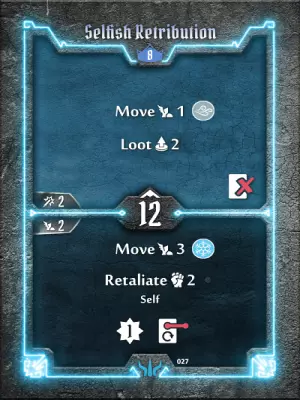 Selfish Retribution
8
Move 1
Loot 2
2
12
2
Move 3
Retaliate 2
Self
1
027